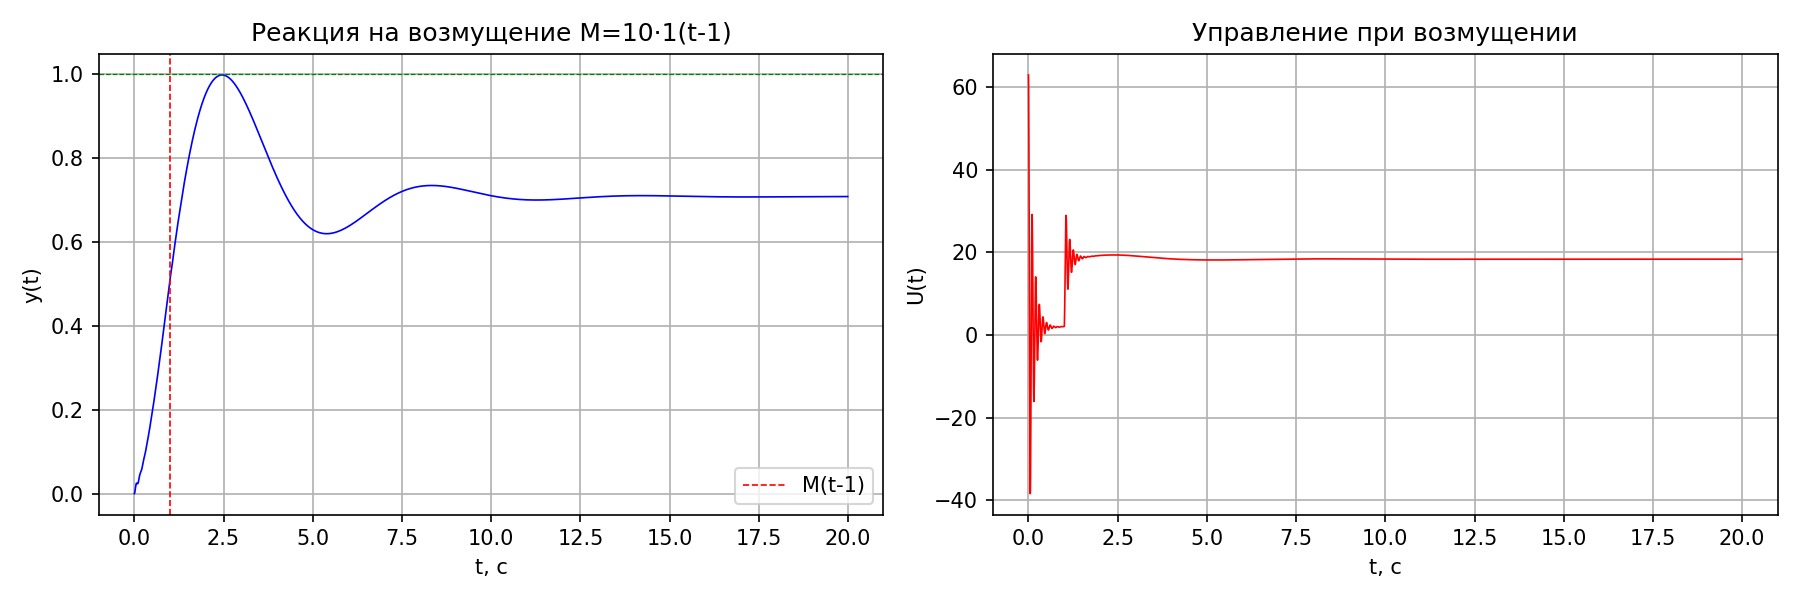 Реакция на возмущение M=10·1(t-1)
y(t)
1.0
0.8
0.6
0.4
0.2
0.0
M(t-1)
0.0 2.5 5.0 7.5 10.0 12.5 15.0 17.5 20.0
t, с
Управление при возмущении
U(t)
60
40
20
0
−20
−40
0.0 2.5 5.0 7.5 10.0 12.5 15.0 17.5 20.0
t, с